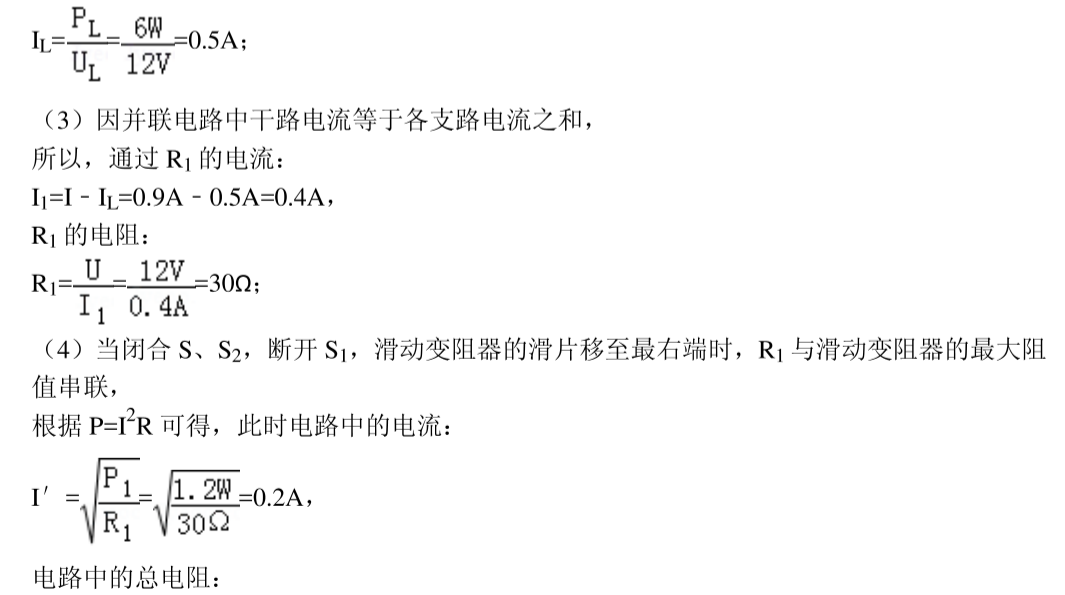 I_L=P_L/U_L=6W/12V=0.5A；
（3）因并联电路中干路电流等于各支路电流之和，
所以，通过 R₁ 的电流：
I₁=I﹣I_L=0.9A﹣0.5A=0.4A，
R₁ 的电阻：
R₁=U/I₁=12V/0.4A=30Ω；
（4）当闭合 S、S₂，断开 S₁，滑动变阻器的滑片移至最右端时，R₁ 与滑动变阻器的最大阻
值串联，
根据 P=I²R 可得，此时电路中的电流：
I′=√(P₁/R₁)=√(1.2W/30Ω)=0.2A，
电路中的总电阻：